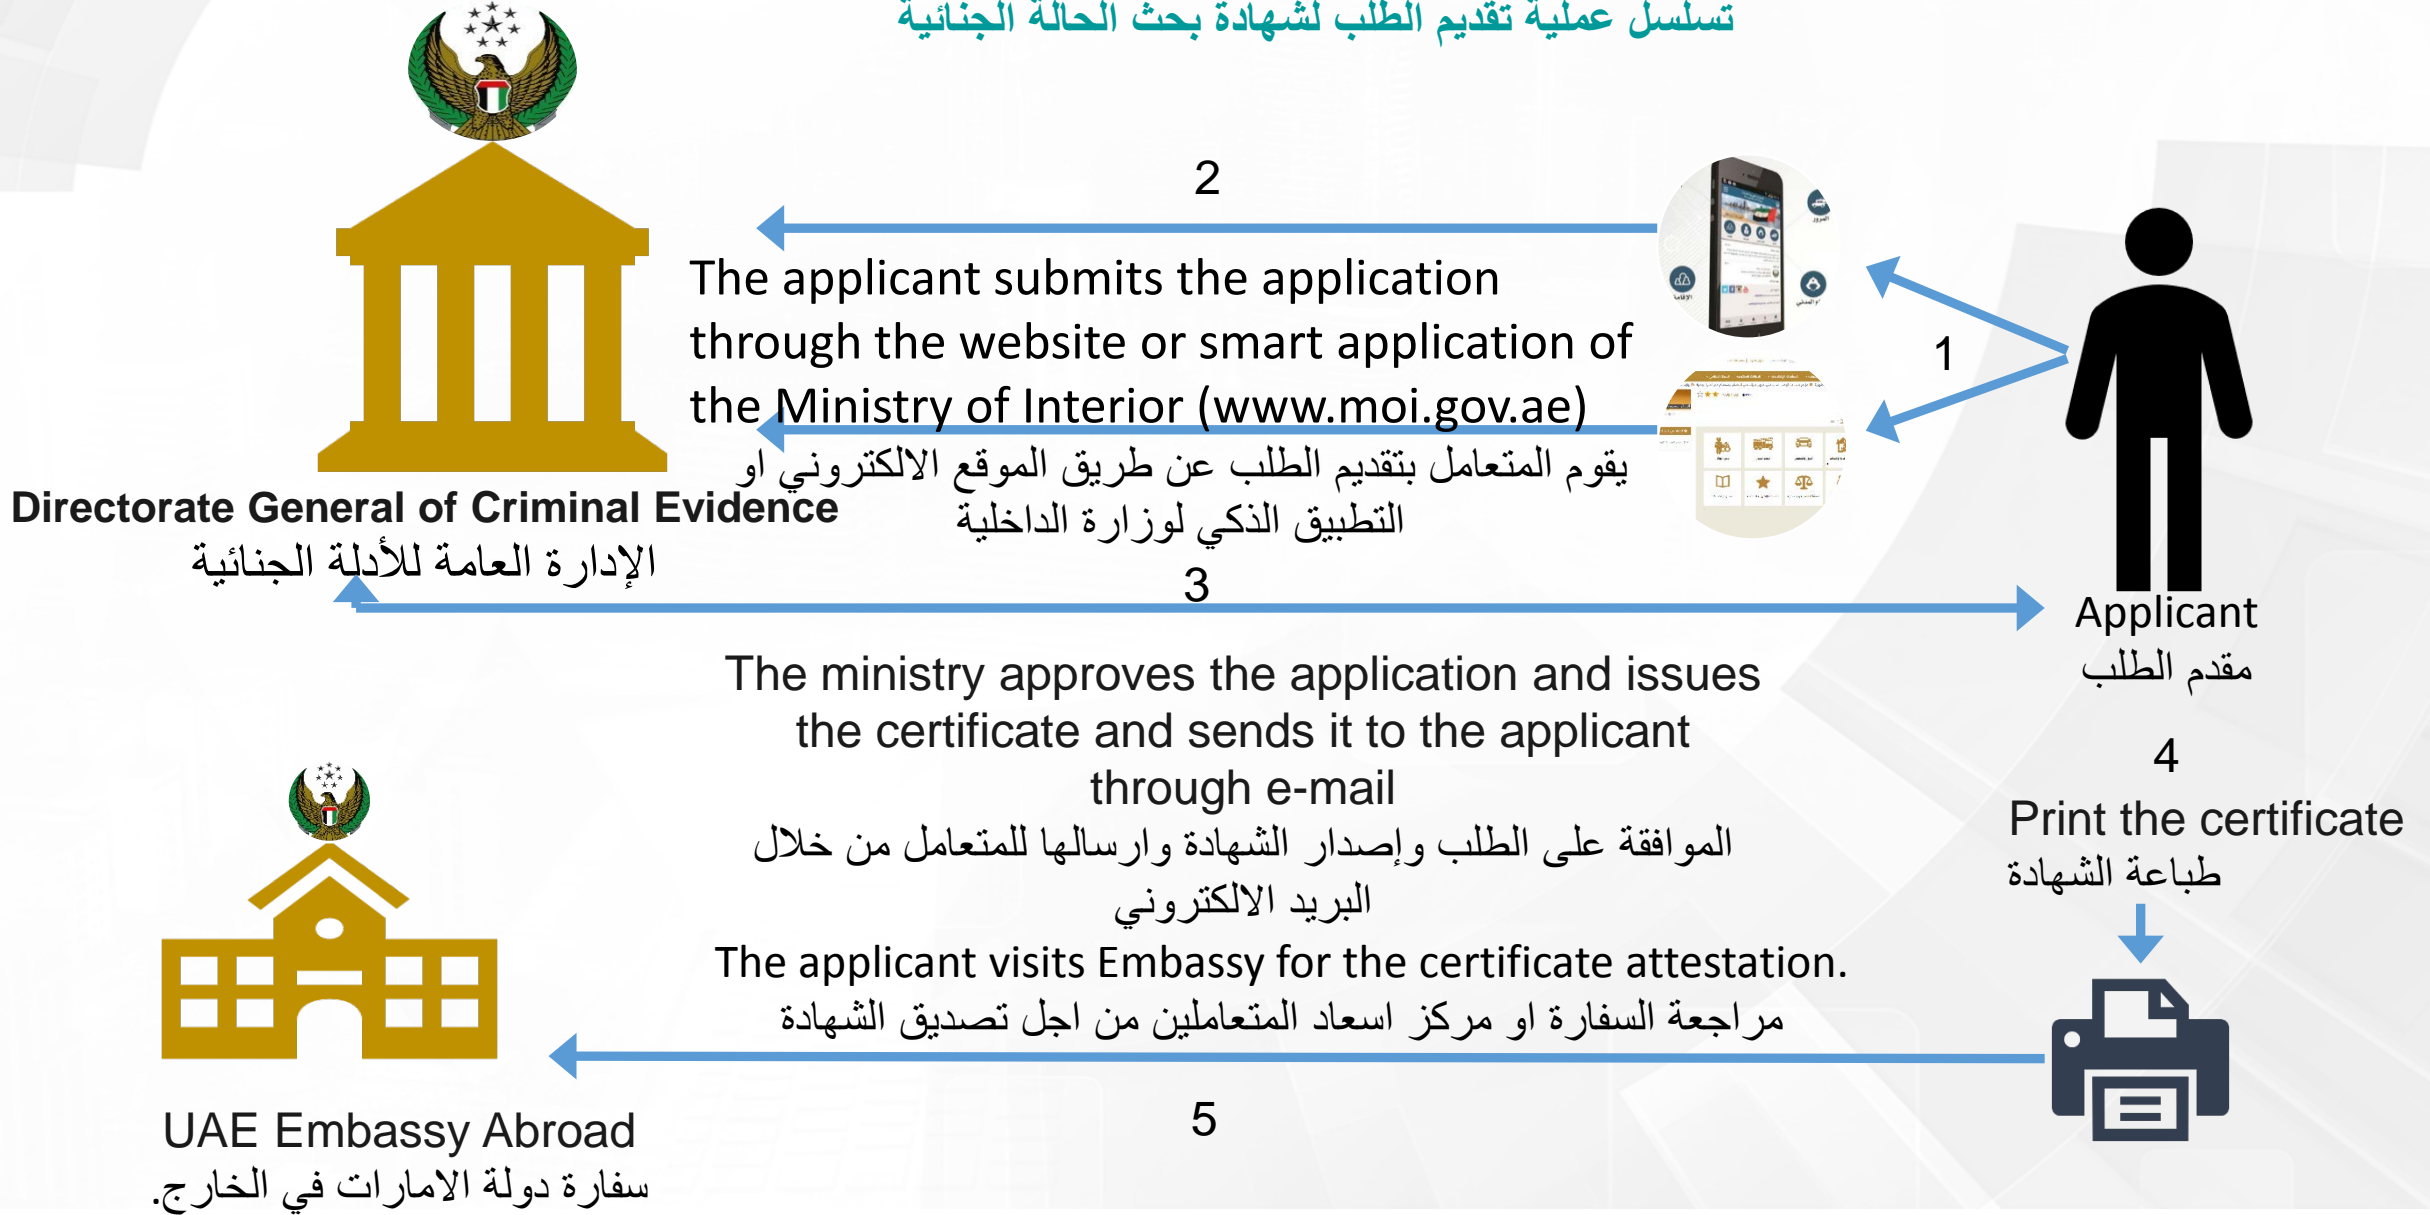 تسلسل عملية تقديم الطلب لشهادة بحث الحالة الجنائية
2
The applicant submits the application
through the website or smart application of
the Ministry of Interior (www.moi.gov.ae)
يقوم المتعامل بتقديم الطلب عن طريق الموقع الالكتروني او
التطبيق الذكي لوزارة الداخلية
1
Directorate General of Criminal Evidence
الإدارة العامة للأدلة الجنائية
3
Applicant
مقدم الطلب
The ministry approves the application and issues
the certificate and sends it to the applicant
through e-mail
الموافقة على الطلب وإصدار الشهادة وارسالها للمتعامل من خلال
البريد الالكتروني
4
Print the certificate
طباعة الشهادة
The applicant visits Embassy for the certificate attestation.
مراجعة السفارة او مركز اسعاد المتعاملين من اجل تصديق الشهادة
5
UAE Embassy Abroad
سفارة دولة الامارات في الخارج.